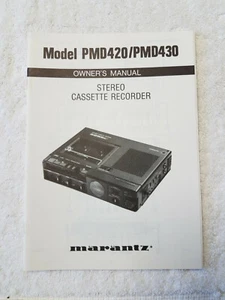 Model PMD420/PMD430
OWNER'S MANUAL
STEREO
CASSETTE RECORDER
marantz